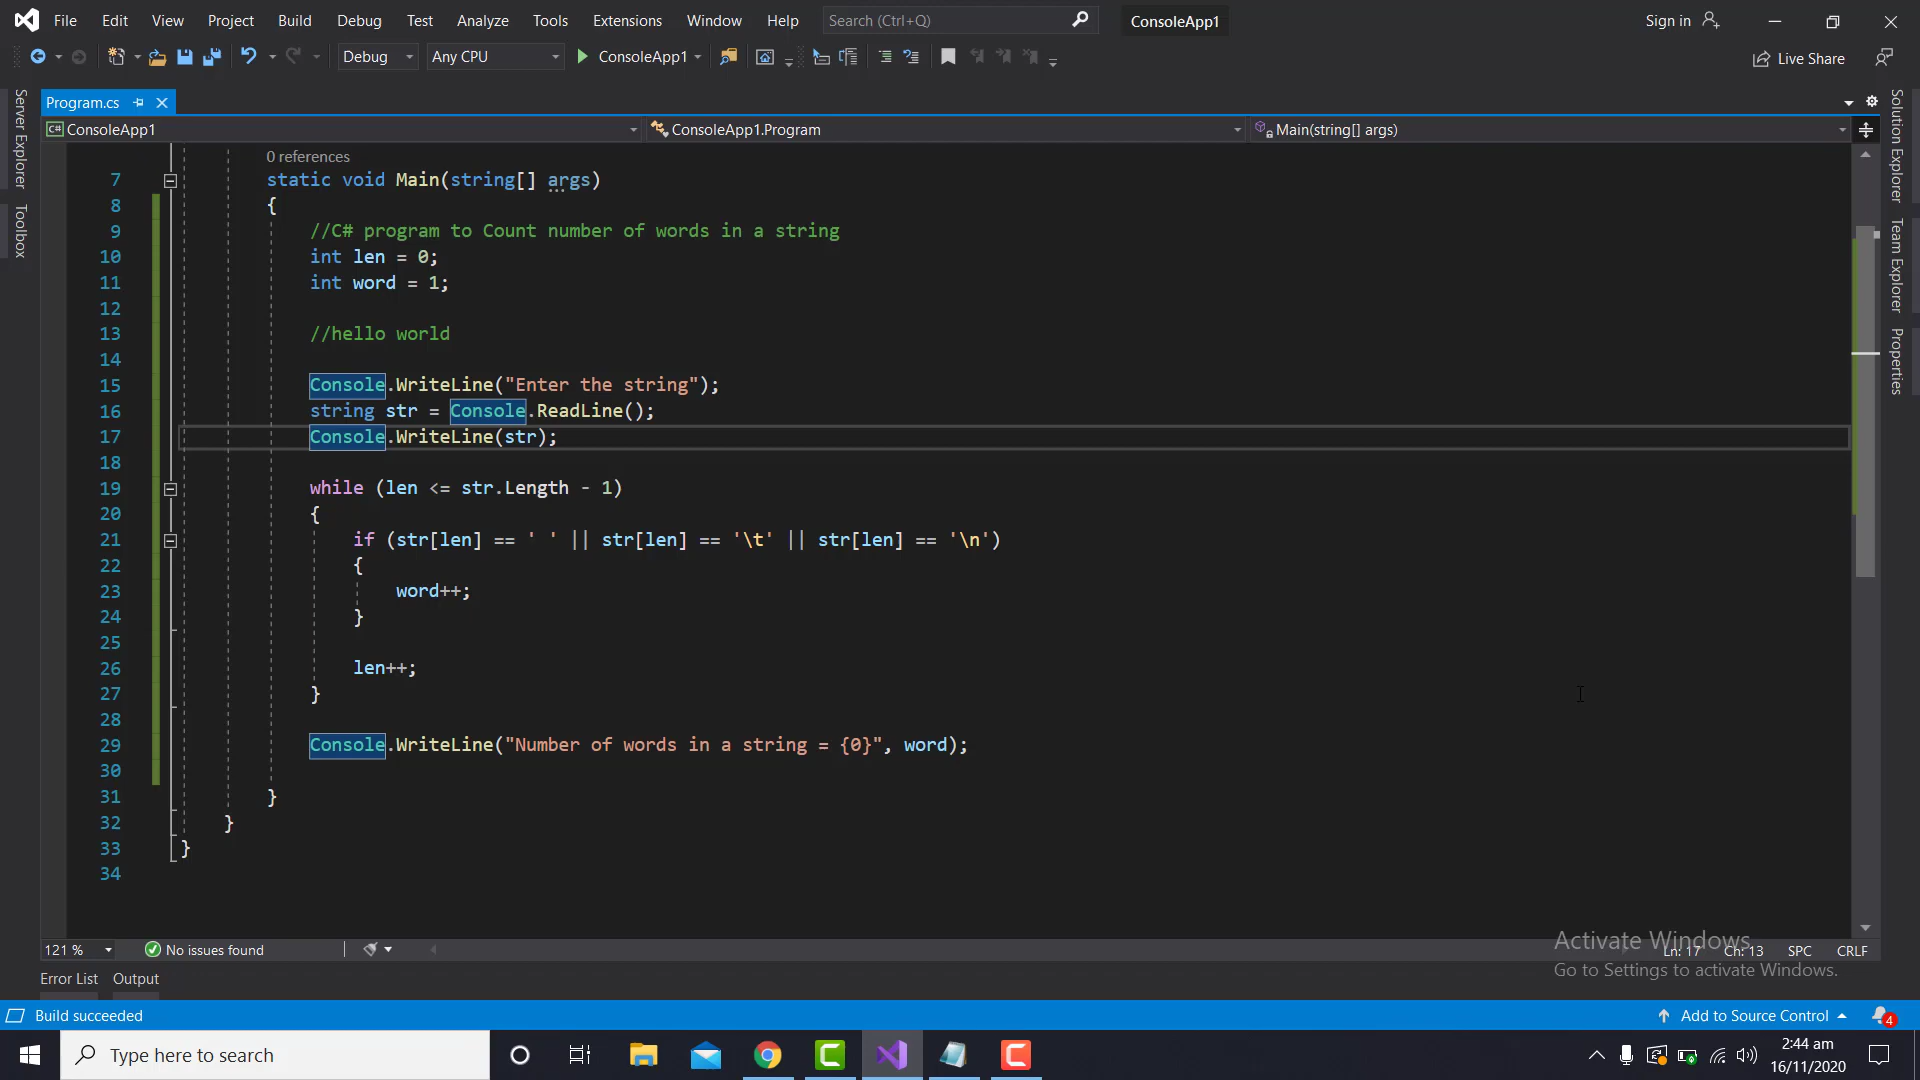 File Edit View Project Build Debug Test Analyze Tools Extensions Window Help Search (Ctrl+Q) ConsoleApp1 Sign in
Debug Any CPU ConsoleApp1 Live Share
Server Explorer
Toolbox
Program.cs
ConsoleApp1 ConsoleApp1.Program Main(string[] args)
0 references
7 static void Main(string[] args)
8 {
9 //C# program to Count number of words in a string
10 int len = 0;
11 int word = 1;
12
13 //hello world
14
15 Console.WriteLine("Enter the string");
16 string str = Console.ReadLine();
17 Console.WriteLine(str);
18
19 while (len <= str.Length - 1)
20 {
21 if (str[len] == ' ' || str[len] == '\t' || str[len] == '\n')
22 {
23 word++;
24 }
25
26 len++;
27 }
28
29 Console.WriteLine("Number of words in a string = {0}", word);
30
31 }
32 }
33 }
34
Solution Explorer
Team Explorer
Properties
Activate Windows
Go to Settings to activate Windows.
121 % No issues found Ln: 17 Ch: 13 SPC CRLF
Error List Output
Build succeeded Add to Source Control 4
Type here to search 2:44 am
16/11/2020